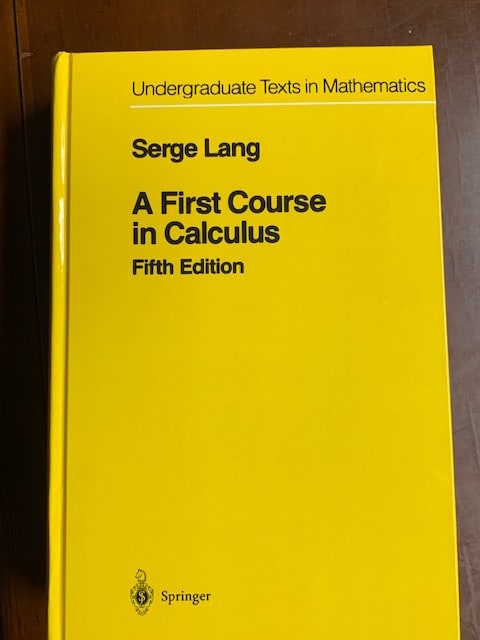 Undergraduate Texts in Mathematics
Serge Lang
A First Course
in Calculus
Fifth Edition
Springer